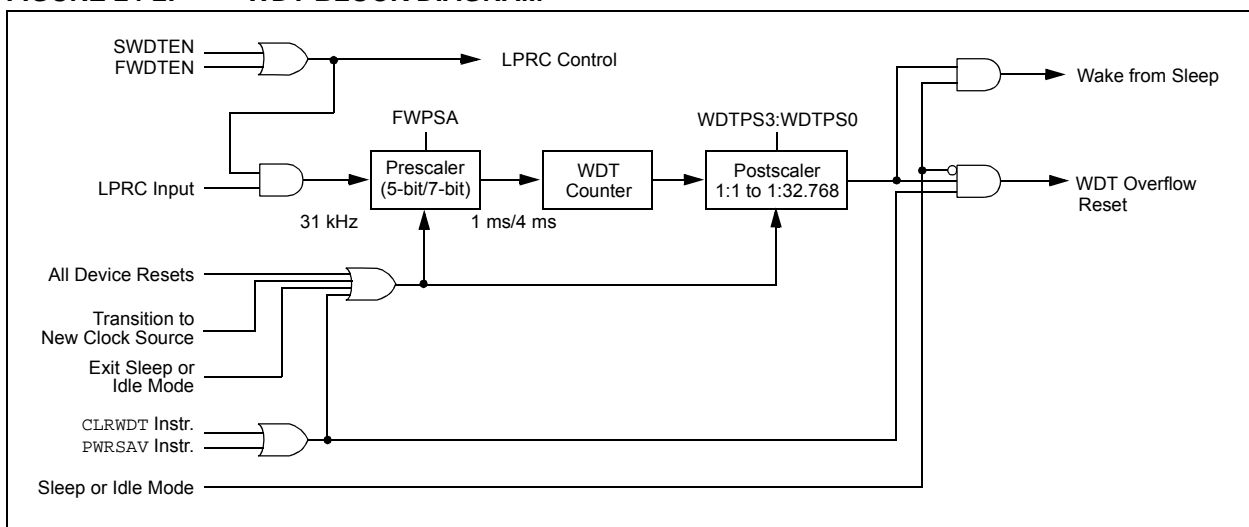 SWDTEN
FWDTEN
LPRC Control
Wake from Sleep
FWPSA
WDTPS3:WDTPS0
LPRC Input
Prescaler
(5-bit/7-bit)
WDT
Counter
Postscaler
1:1 to 1:32.768
WDT Overflow
Reset
31 kHz
1 ms/4 ms
All Device Resets
Transition to
New Clock Source
Exit Sleep or
Idle Mode
CLRWDT Instr.
PWRSAV Instr.
Sleep or Idle Mode